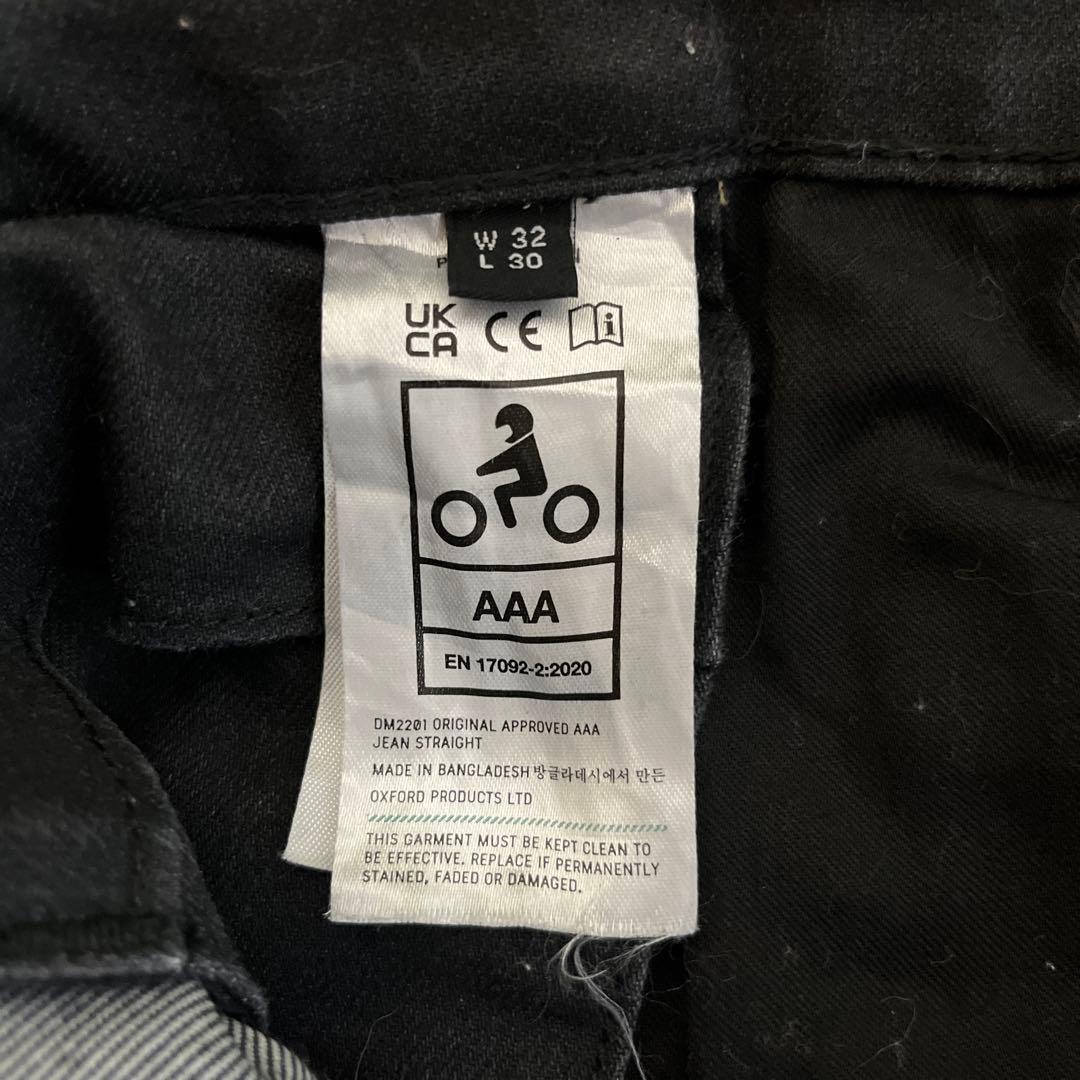 W 32
L 30
UK
CA
CE
i
AAA
EN 17092-2:2020
DM2201 ORIGINAL APPROVED AAA
JEAN STRAIGHT
MADE IN BANGLADESH 방글라데시에서 만든
OXFORD PRODUCTS LTD
THIS GARMENT MUST BE KEPT CLEAN TO
BE EFFECTIVE. REPLACE IF PERMANENTLY
STAINED, FADED OR DAMAGED.